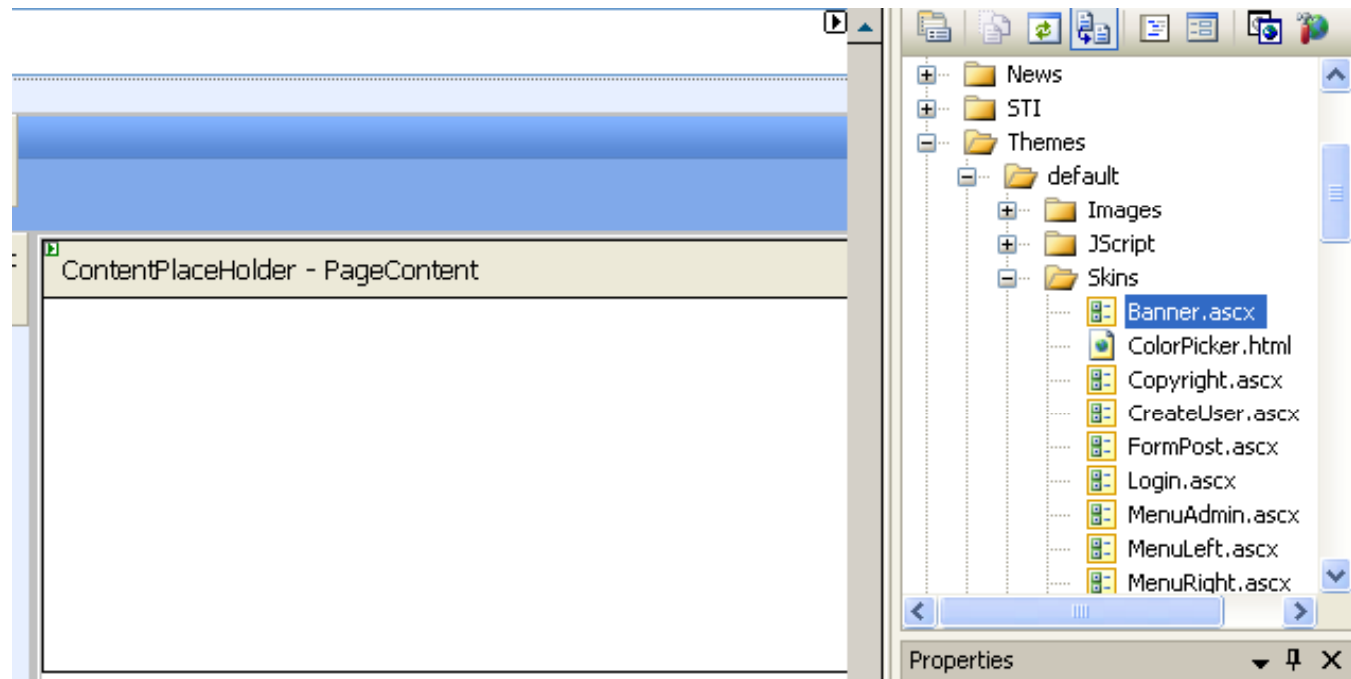 ContentPlaceHolder - PageContent
News
STI
Themes
default
Images
JScript
Skins
Banner.ascx
ColorPicker.html
Copyright.ascx
CreateUser.ascx
FormPost.ascx
Login.ascx
MenuAdmin.ascx
MenuLeft.ascx
MenuRight.ascx
Properties